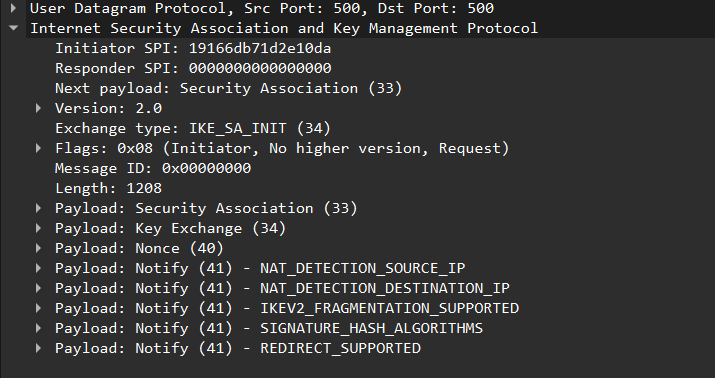 User Datagram Protocol, Src Port: 500, Dst Port: 500
Internet Security Association and Key Management Protocol
Initiator SPI: 19166db71d2e10da
Responder SPI: 0000000000000000
Next payload: Security Association (33)
Version: 2.0
Exchange type: IKE_SA_INIT (34)
Flags: 0x08 (Initiator, No higher version, Request)
Message ID: 0x00000000
Length: 1208
Payload: Security Association (33)
Payload: Key Exchange (34)
Payload: Nonce (40)
Payload: Notify (41) - NAT_DETECTION_SOURCE_IP
Payload: Notify (41) - NAT_DETECTION_DESTINATION_IP
Payload: Notify (41) - IKEV2_FRAGMENTATION_SUPPORTED
Payload: Notify (41) - SIGNATURE_HASH_ALGORITHMS
Payload: Notify (41) - REDIRECT_SUPPORTED